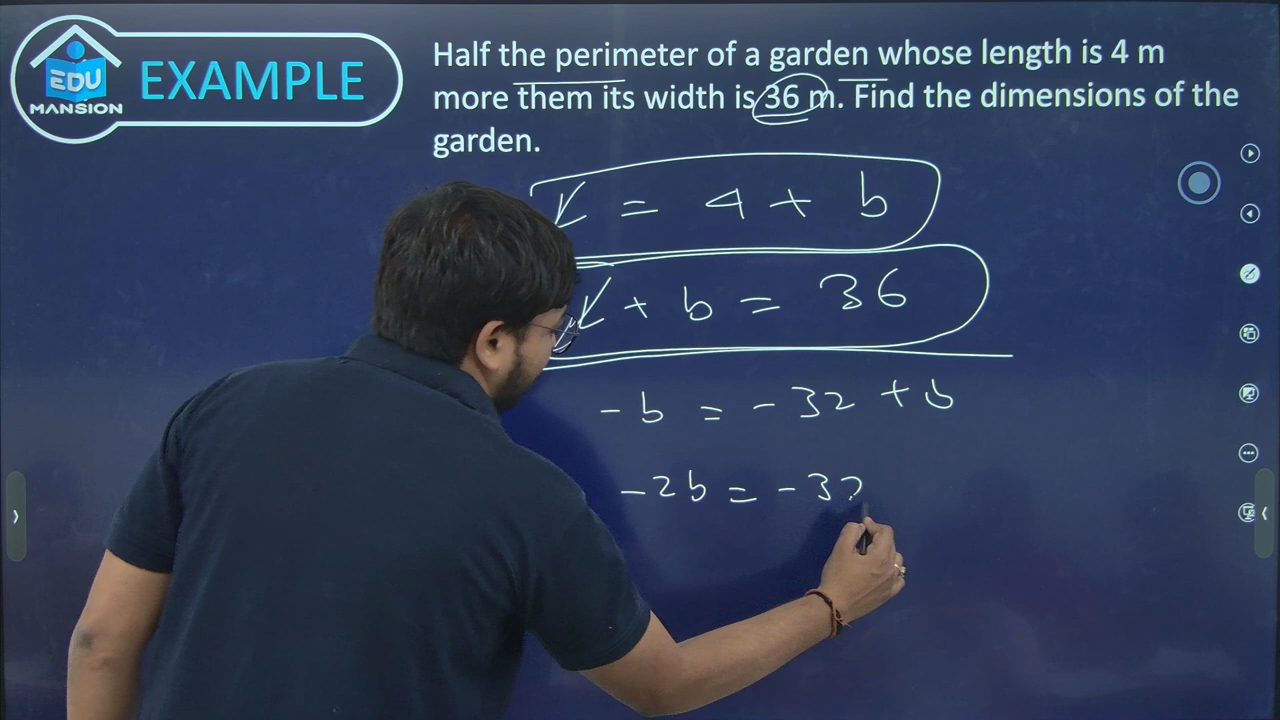 EDU
MANSION
EXAMPLE
Half the perimeter of a garden whose length is 4 m
more them its width is 36 m. Find the dimensions of the
garden.
l = 4 + b
l + b = 36
-b = -32 + b
-2b = -32